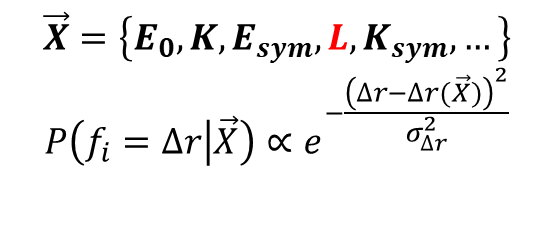 X⃗ = {E₀, K, E_sym, L, K_sym, … }
P(f_i = Δr|X⃗) ∝ e^{−(Δr−Δr(X⃗))²/σ²_Δr}